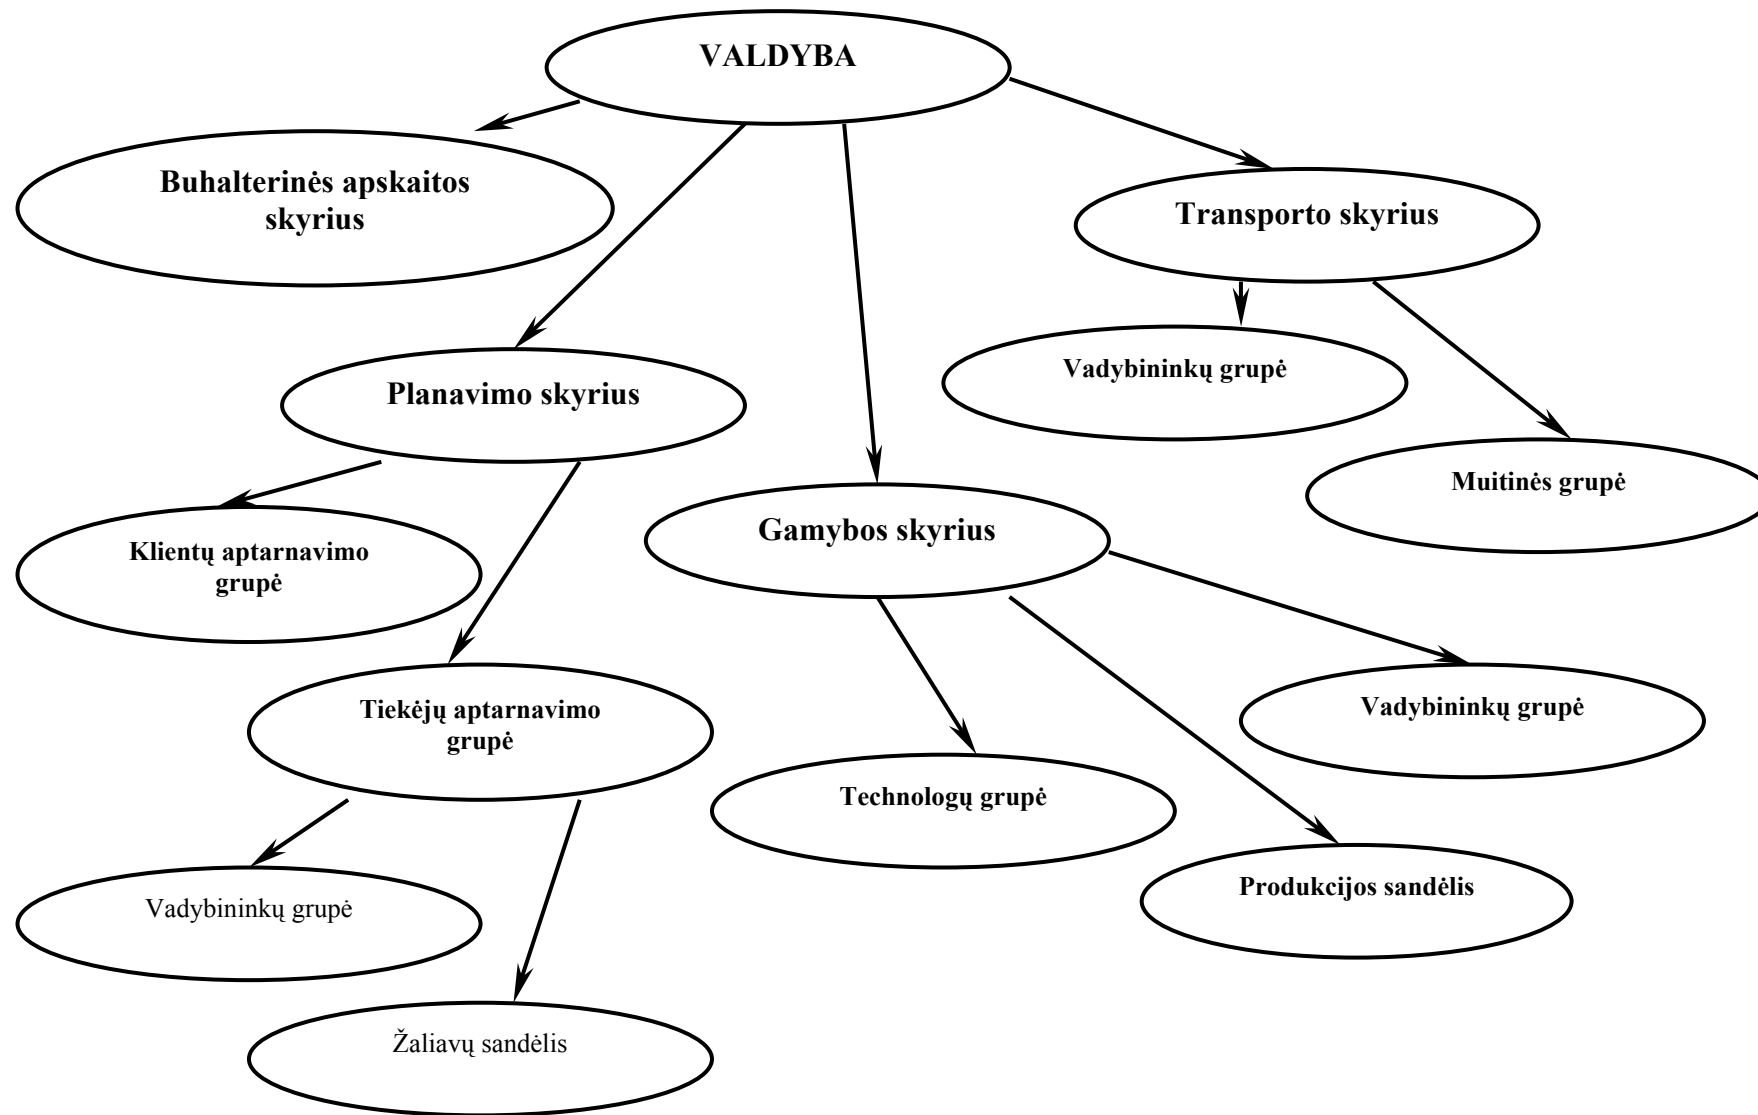 VALDYBA
Buhalterinės apskaitos
skyrius
Transporto skyrius
Vadybininkų grupė
Planavimo skyrius
Muitinės grupė
Gamybos skyrius
Klientų aptarnavimo
grupė
Tiekėjų aptarnavimo
grupė
Vadybininkų grupė
Technologų grupė
Produkcijos sandėlis
Vadybininkų grupė
Žaliavų sandėlis